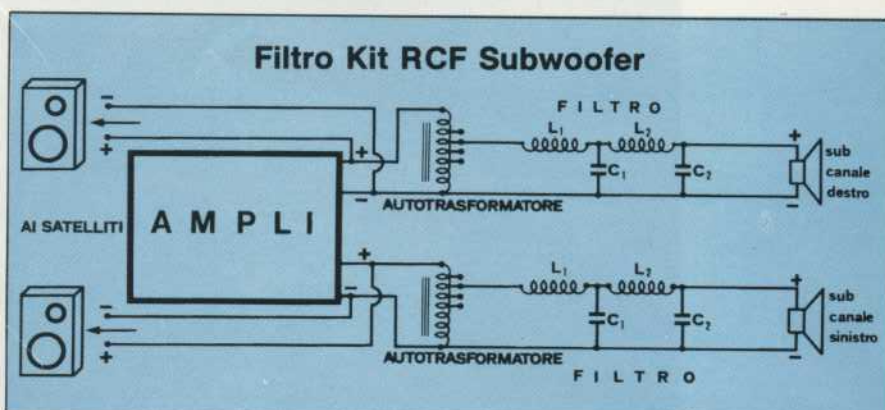 Filtro Kit RCF Subwoofer
FILTRO
L1 L2
C1 C2
+
-
sub
canale
destro
-
+
+
-
AUTOTRASFORMATORE
AI SATELLITI
AMPLI
+
-
L1 L2
C1 C2
+
-
sub
canale
sinistro
-
+
AUTOTRASFORMATORE
FILTRO